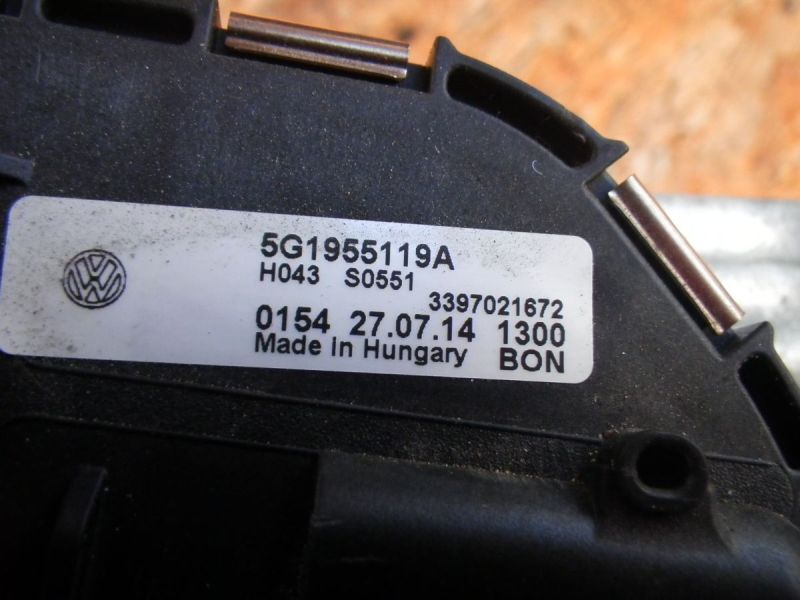 5G1955119A
H043 S0551
3397021672
0154 27.07.14 1300
Made in Hungary BON